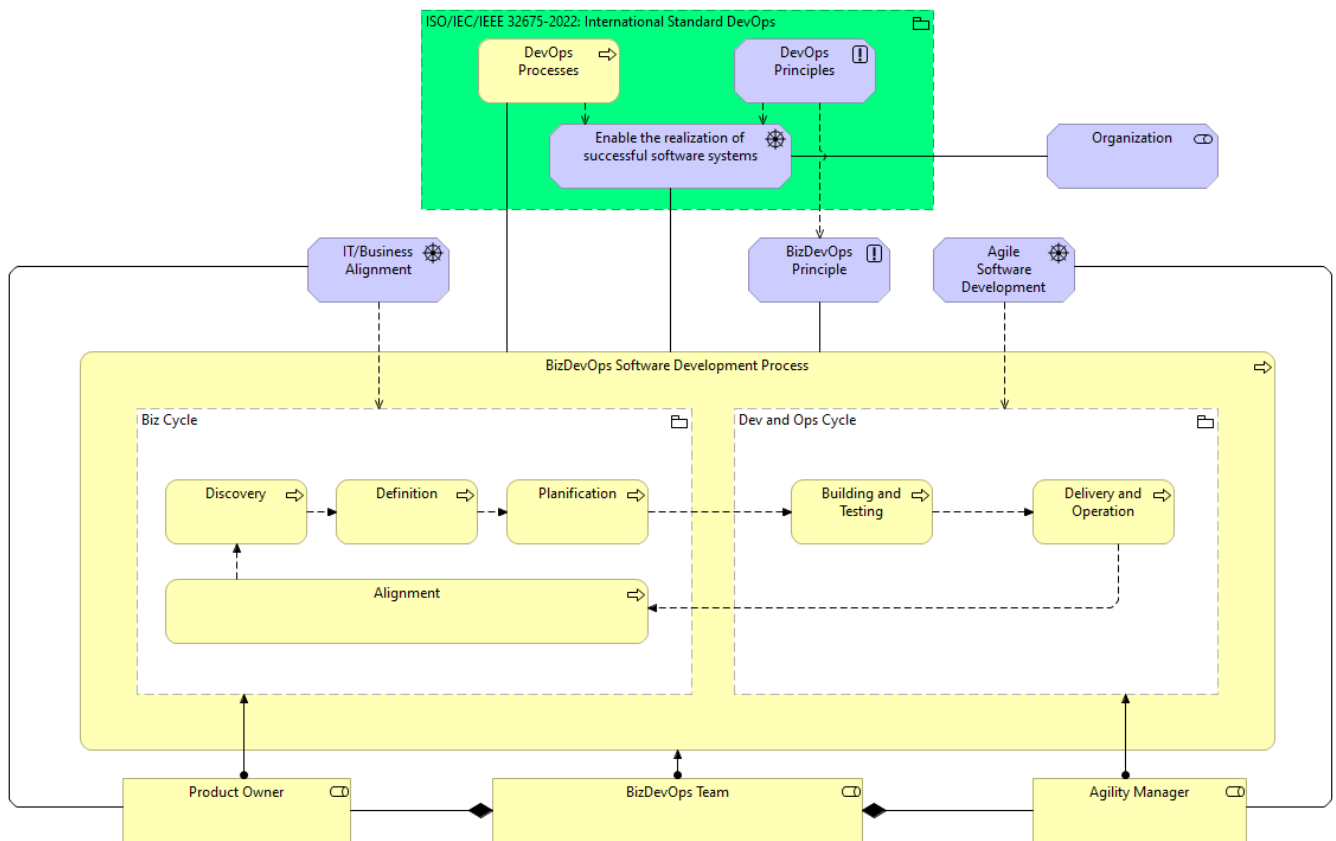 ISO/IEC/IEEE 32675-2022: International Standard DevOps
DevOps
Processes
DevOps
Principles
Enable the realization of
successful software systems
Organization
IT/Business
Alignment
BizDevOps
Principle
Agile
Software
Development
BizDevOps Software Development Process
Biz Cycle
Dev and Ops Cycle
Discovery
Definition
Planification
Building and
Testing
Delivery and
Operation
Alignment
Product Owner
BizDevOps Team
Agility Manager